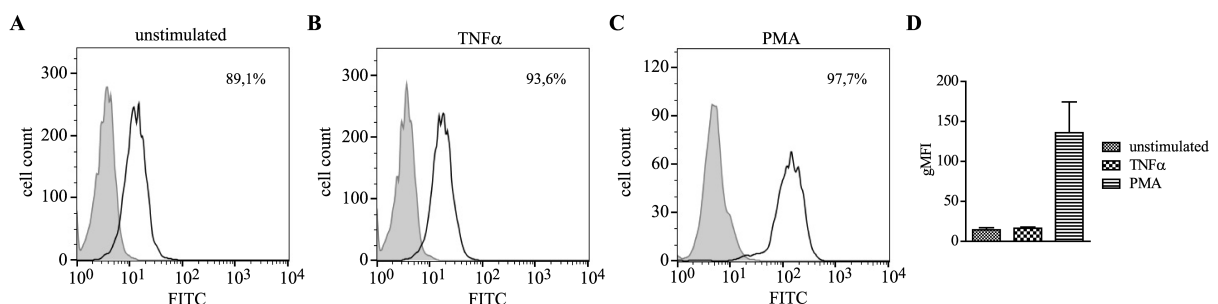 A
unstimulated
89,1%
cell count
300
200
100
0
10⁰
10¹
10²
10³
10⁴
FITC
B
TNFα
93,6%
cell count
300
200
100
0
10⁰
10¹
10²
10³
10⁴
FITC
C
PMA
97,7%
cell count
120
90
60
30
0
10⁰
10¹
10²
10³
10⁴
FITC
D
gMFI
200
150
100
50
0
unstimulated
TNFα
PMA